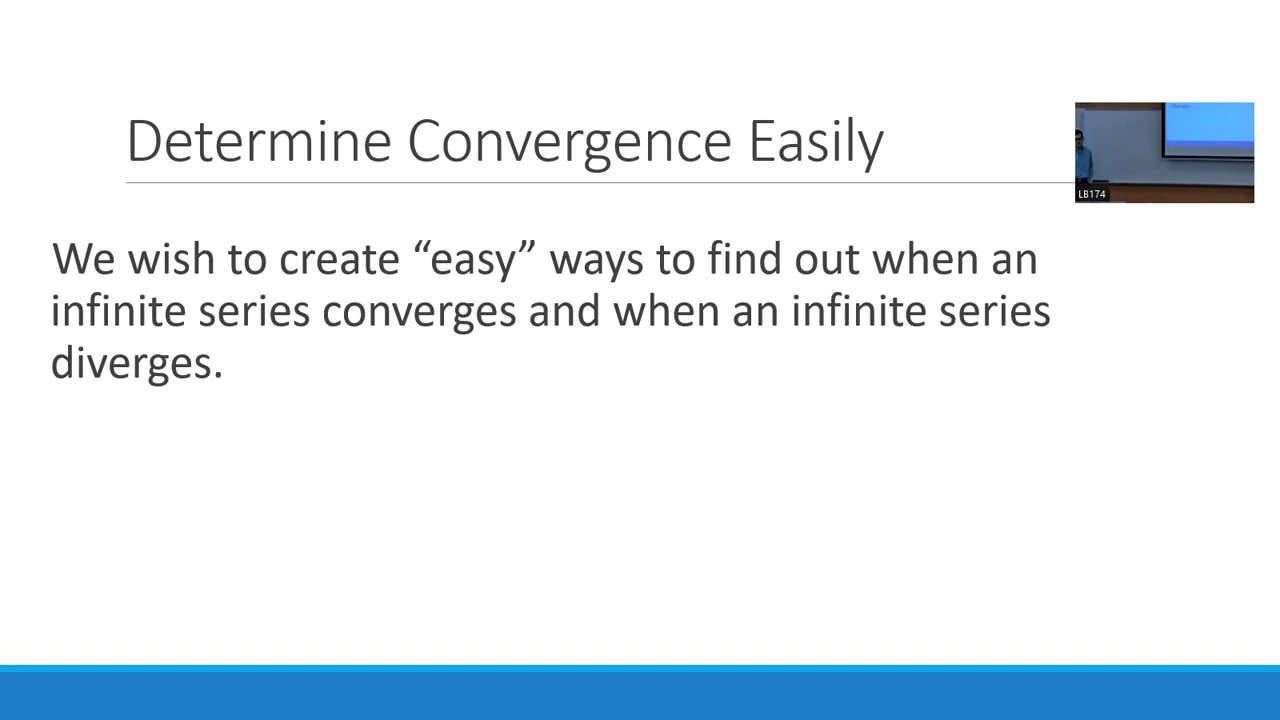 Determine Convergence Easily
LB174
We wish to create “easy” ways to find out when an
infinite series converges and when an infinite series
diverges.